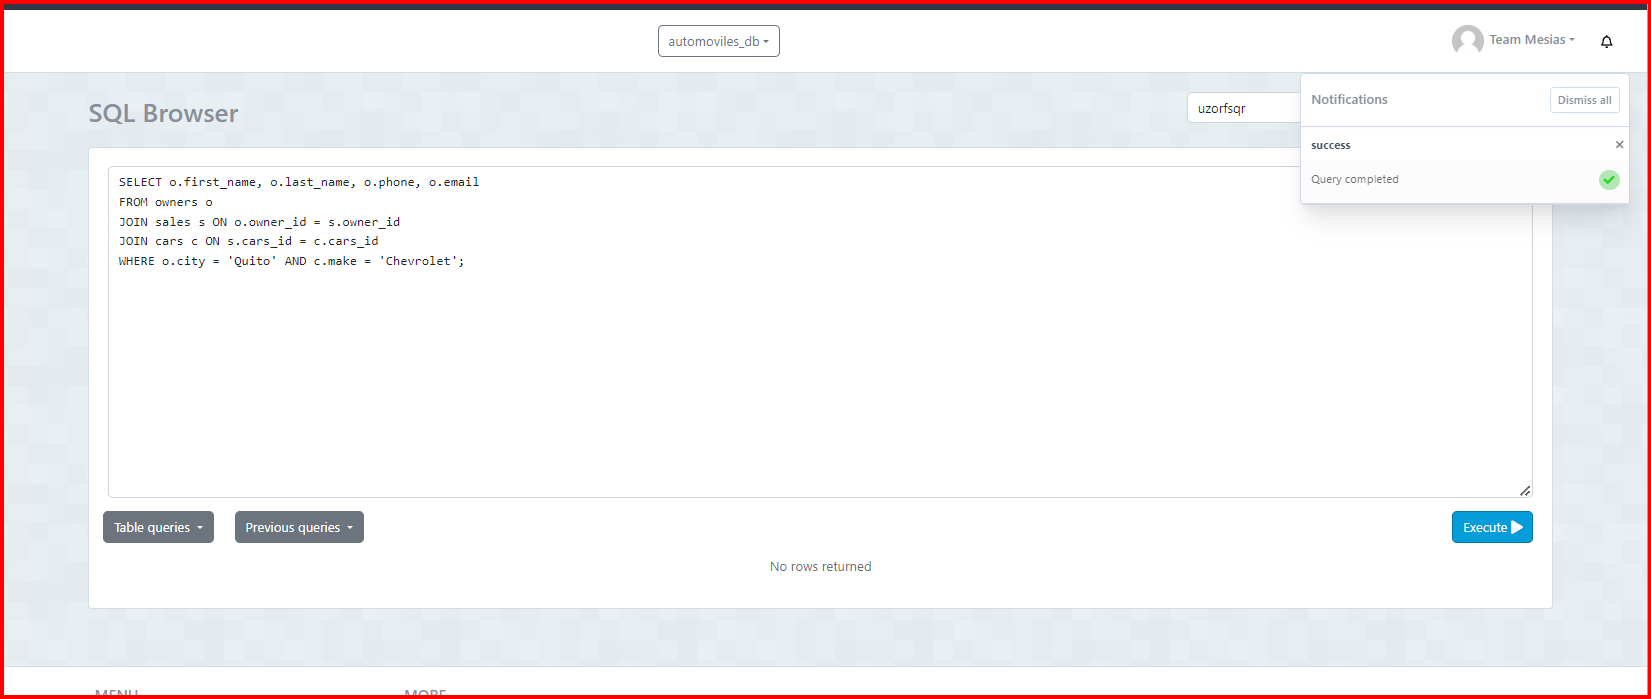 automoviles_db
Team Mesias
SQL Browser
uzorfsqr
Notifications
Dismiss all
success
Query completed
SELECT o.first_name, o.last_name, o.phone, o.email
FROM owners o
JOIN sales s ON o.owner_id = s.owner_id
JOIN cars c ON s.cars_id = c.cars_id
WHERE o.city = 'Quito' AND c.make = 'Chevrolet';
Table queries
Previous queries
Execute
No rows returned
MENU
MORE